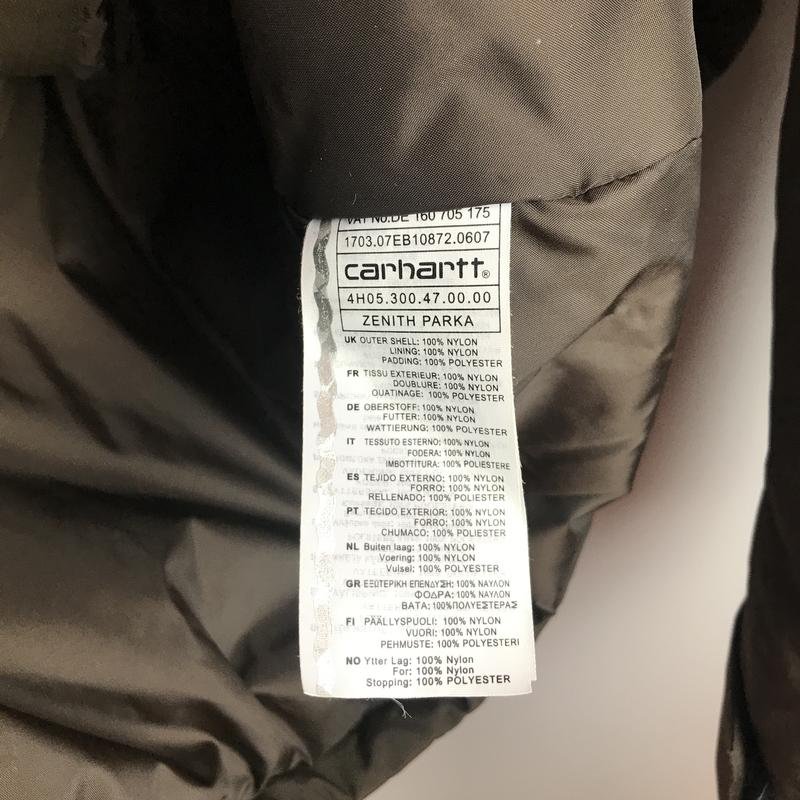 VAT No.DE 160 705 175
1703.07EB10872.0607
carhartt®
4H05.300.47.00.00
ZENITH PARKA
UK OUTER SHELL: 100% NYLON
LINING: 100% NYLON
PADDING: 100% POLYESTER
FR TISSU EXTERIEUR: 100% NYLON
DOUBLURE: 100% NYLON
OUATINAGE: 100% POLYESTER
DE OBERSTOFF: 100% NYLON
FUTTER: 100% NYLON
WATTIERUNG: 100% POLYESTER
IT TESSUTO ESTERNO: 100% NYLON
FODERA: 100% NYLON
IMBOTTITURA: 100% POLIESTERE
ES TEJIDO EXTERNO: 100% NYLON
FORRO: 100% NYLON
RELLENADO: 100% POLYESTER
PT TECIDO EXTERIOR: 100% NYLON
FORRO: 100% NYLON
CHUMACO: 100% POLIESTER
NL Buiten laag: 100% NYLON
Voering: 100% NYLON
Vulsel: 100% POLYESTER
GR ΕΞΩΤΕΡΙΚΗ ΕΠΕΝΔΥΣΗ: 100% ΝΑΥΛΟΝ
ΦΟΔΡΑ: 100% ΝΑΥΛΟΝ
ΒΑΤΑ: 100%ΠΟΛΥΕΣΤΕΡΑΣ
FI PÄÄLLYSPUOLI: 100% NYLON
VUORI: 100% NYLON
PEHMUSTE: 100% POLYESTERI
NO Ytter Lag: 100% Nylon
For: 100% Nylon
Stopping: 100% POLYESTER